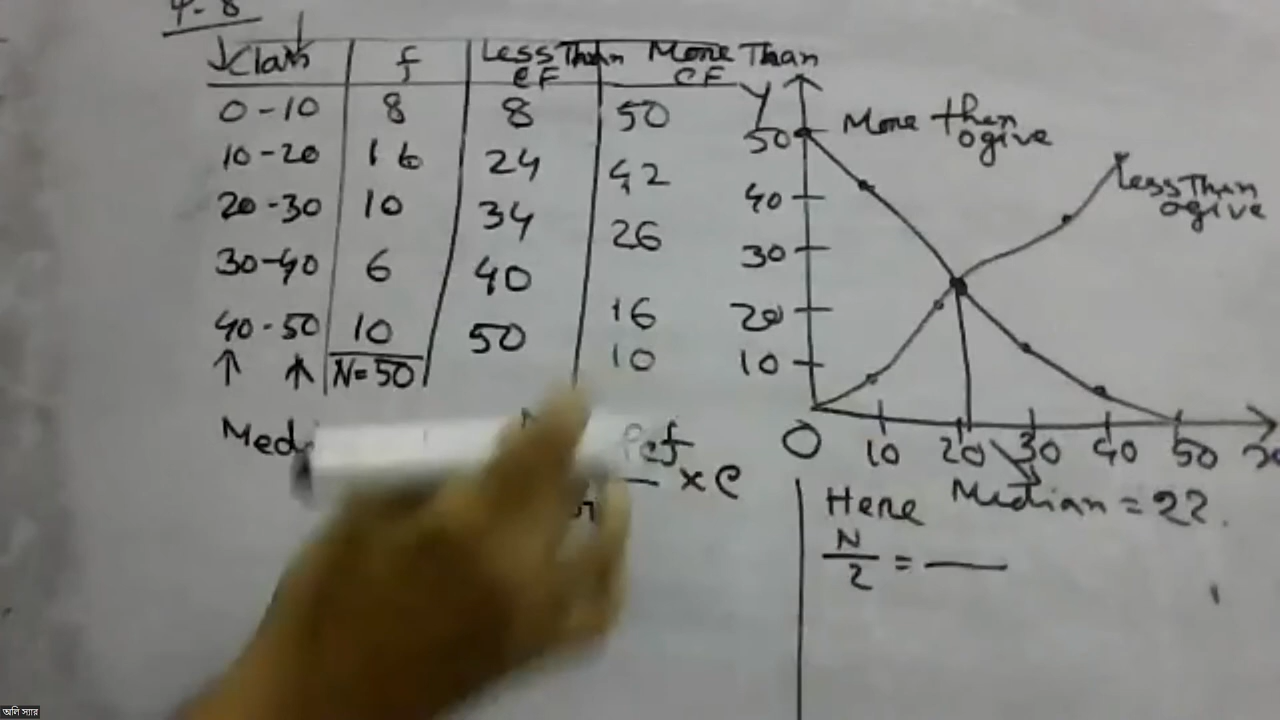 Class f Less Than CF More Than CF
0-10 8 8 50
10-20 16 24 42
20-30 10 34 26
30-40 6 40 16
40-50 10 50 10
N=50
Y
50
40
30
20
10
0 10 20 30 40 50
More than ogive
Less Than ogive
× C
Here Median = 22.
N/2 =
অলি স্যার